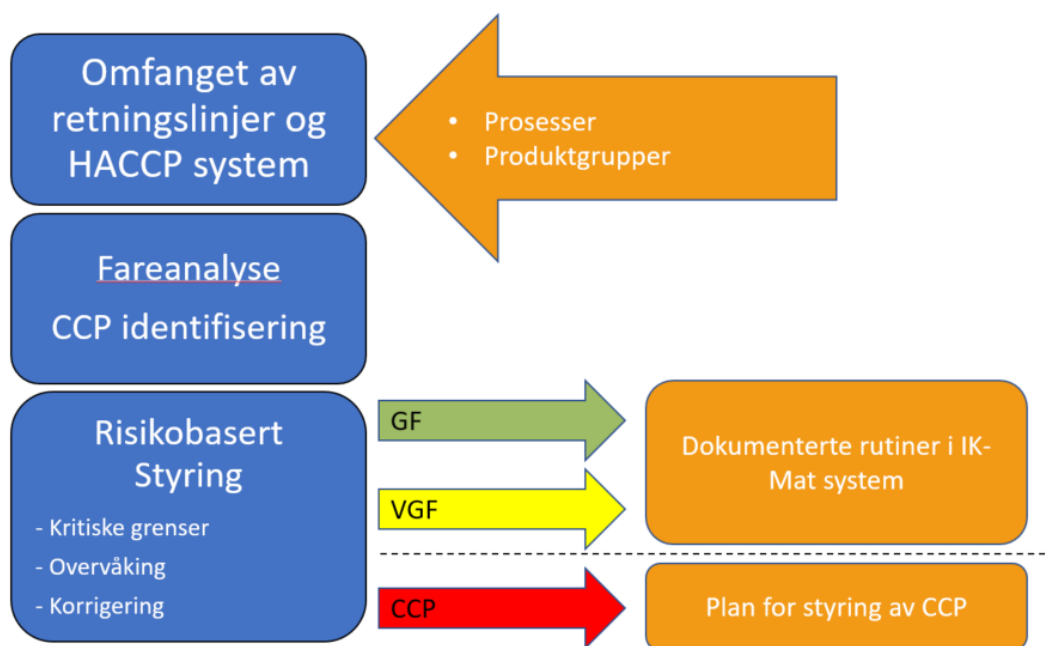 Omfanget av
retningslinjer og
HACCP system
• Prosesser
• Produktgrupper
Fareanalyse
CCP identifisering
Risikobasert
Styring
- Kritiske grenser
- Overvåking
- Korrigering
GF
VGF
CCP
Dokumenterte rutiner i IK-
Mat system
Plan for styring av CCP